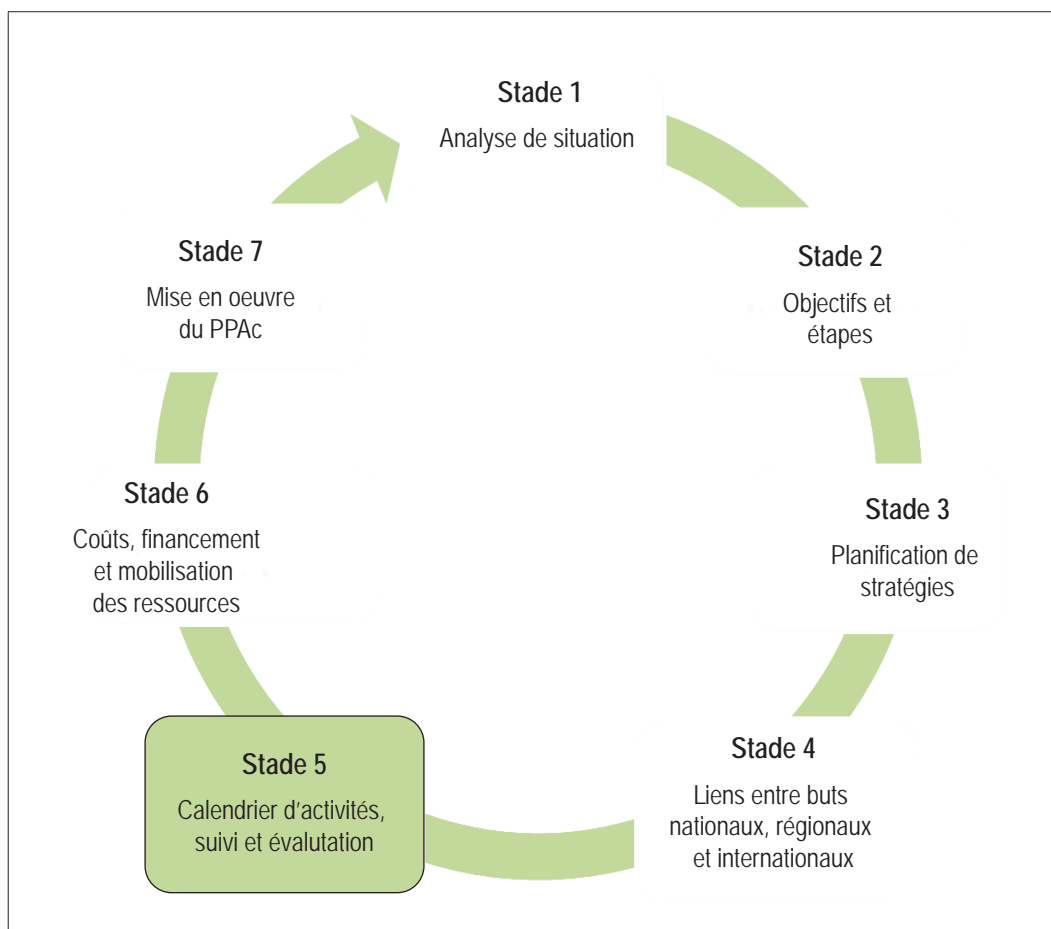 Stade 1
Analyse de situation
Stade 2
Objectifs et
étapes
Stade 3
Planification de
stratégies
Stade 4
Liens entre buts
nationaux, régionaux
et internationaux
Stade 5
Calendrier d'activités,
suivi et évalutation
Stade 6
Coûts, financement
et mobilisation
des ressources
Stade 7
Mise en oeuvre
du PPAc